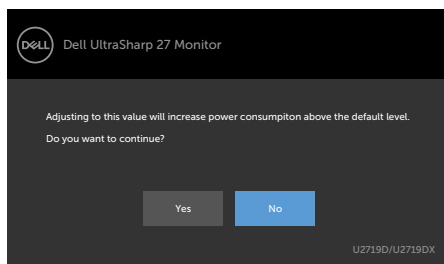 DELL
Dell UltraSharp 27 Monitor
Adjusting to this value will increase power consumpiton above the default level.
Do you want to continue?
Yes
No
U2719D/U2719DX